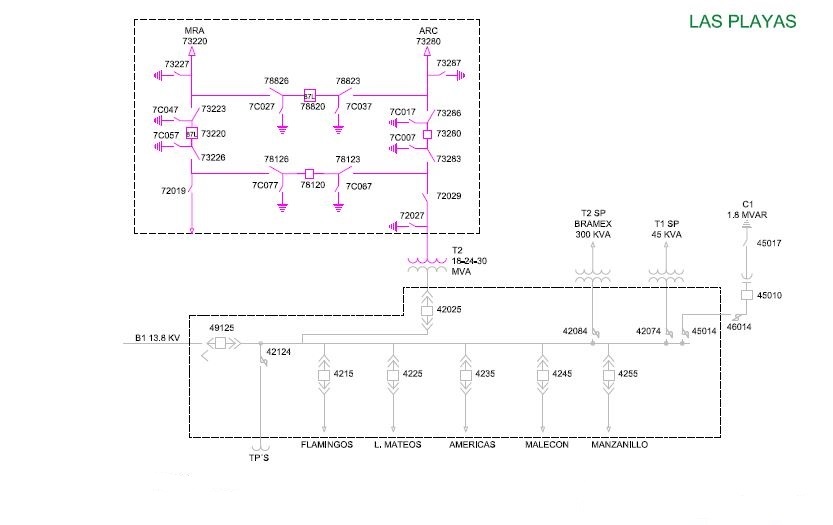 LAS PLAYAS
MRA
73220
ARC
73280
73227
73287
78826
78823
7C047
73223
7C027
87L
78820
7C037
7C017
73286
7C057
87L
73220
7C007
73280
73226
78126
78123
73283
72019
7C077
78120
7C067
72029
72027
T2
18-24-30
MVA
T2 SP
BRAMEX
300 KVA
T1 SP
45 KVA
C1
1.8 MVAR
45017
45010
42025
46014
49125
B1 13.8 KV
42124
42084
42074
45014
4215
4225
4235
4245
4255
FLAMINGOS
L. MATEOS
AMERICAS
MALECON
MANZANILLO
TP´S